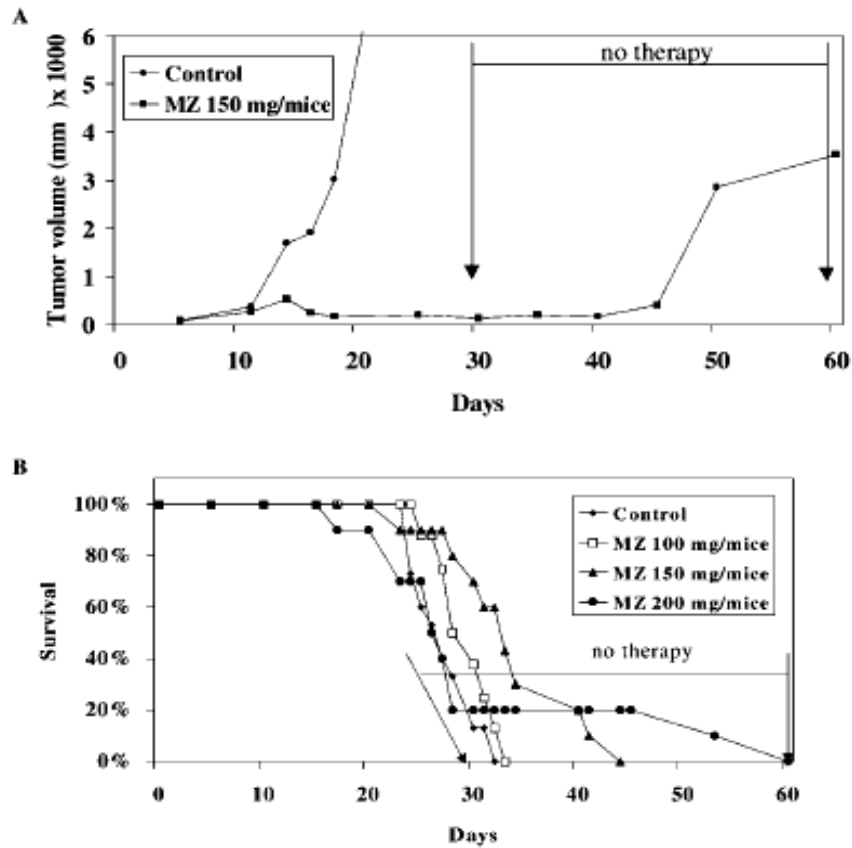 A
6
5
4
3
2
1
0
Tumor volume (mm )x 1000
Control
MZ 150 mg/mice
no therapy
0 10 20 30 40 50 60
Days
B
100%
80%
60%
40%
20%
0%
Survival
Control
MZ 100 mg/mice
MZ 150 mg/mice
MZ 200 mg/mice
no therapy
0 10 20 30 40 50 60
Days